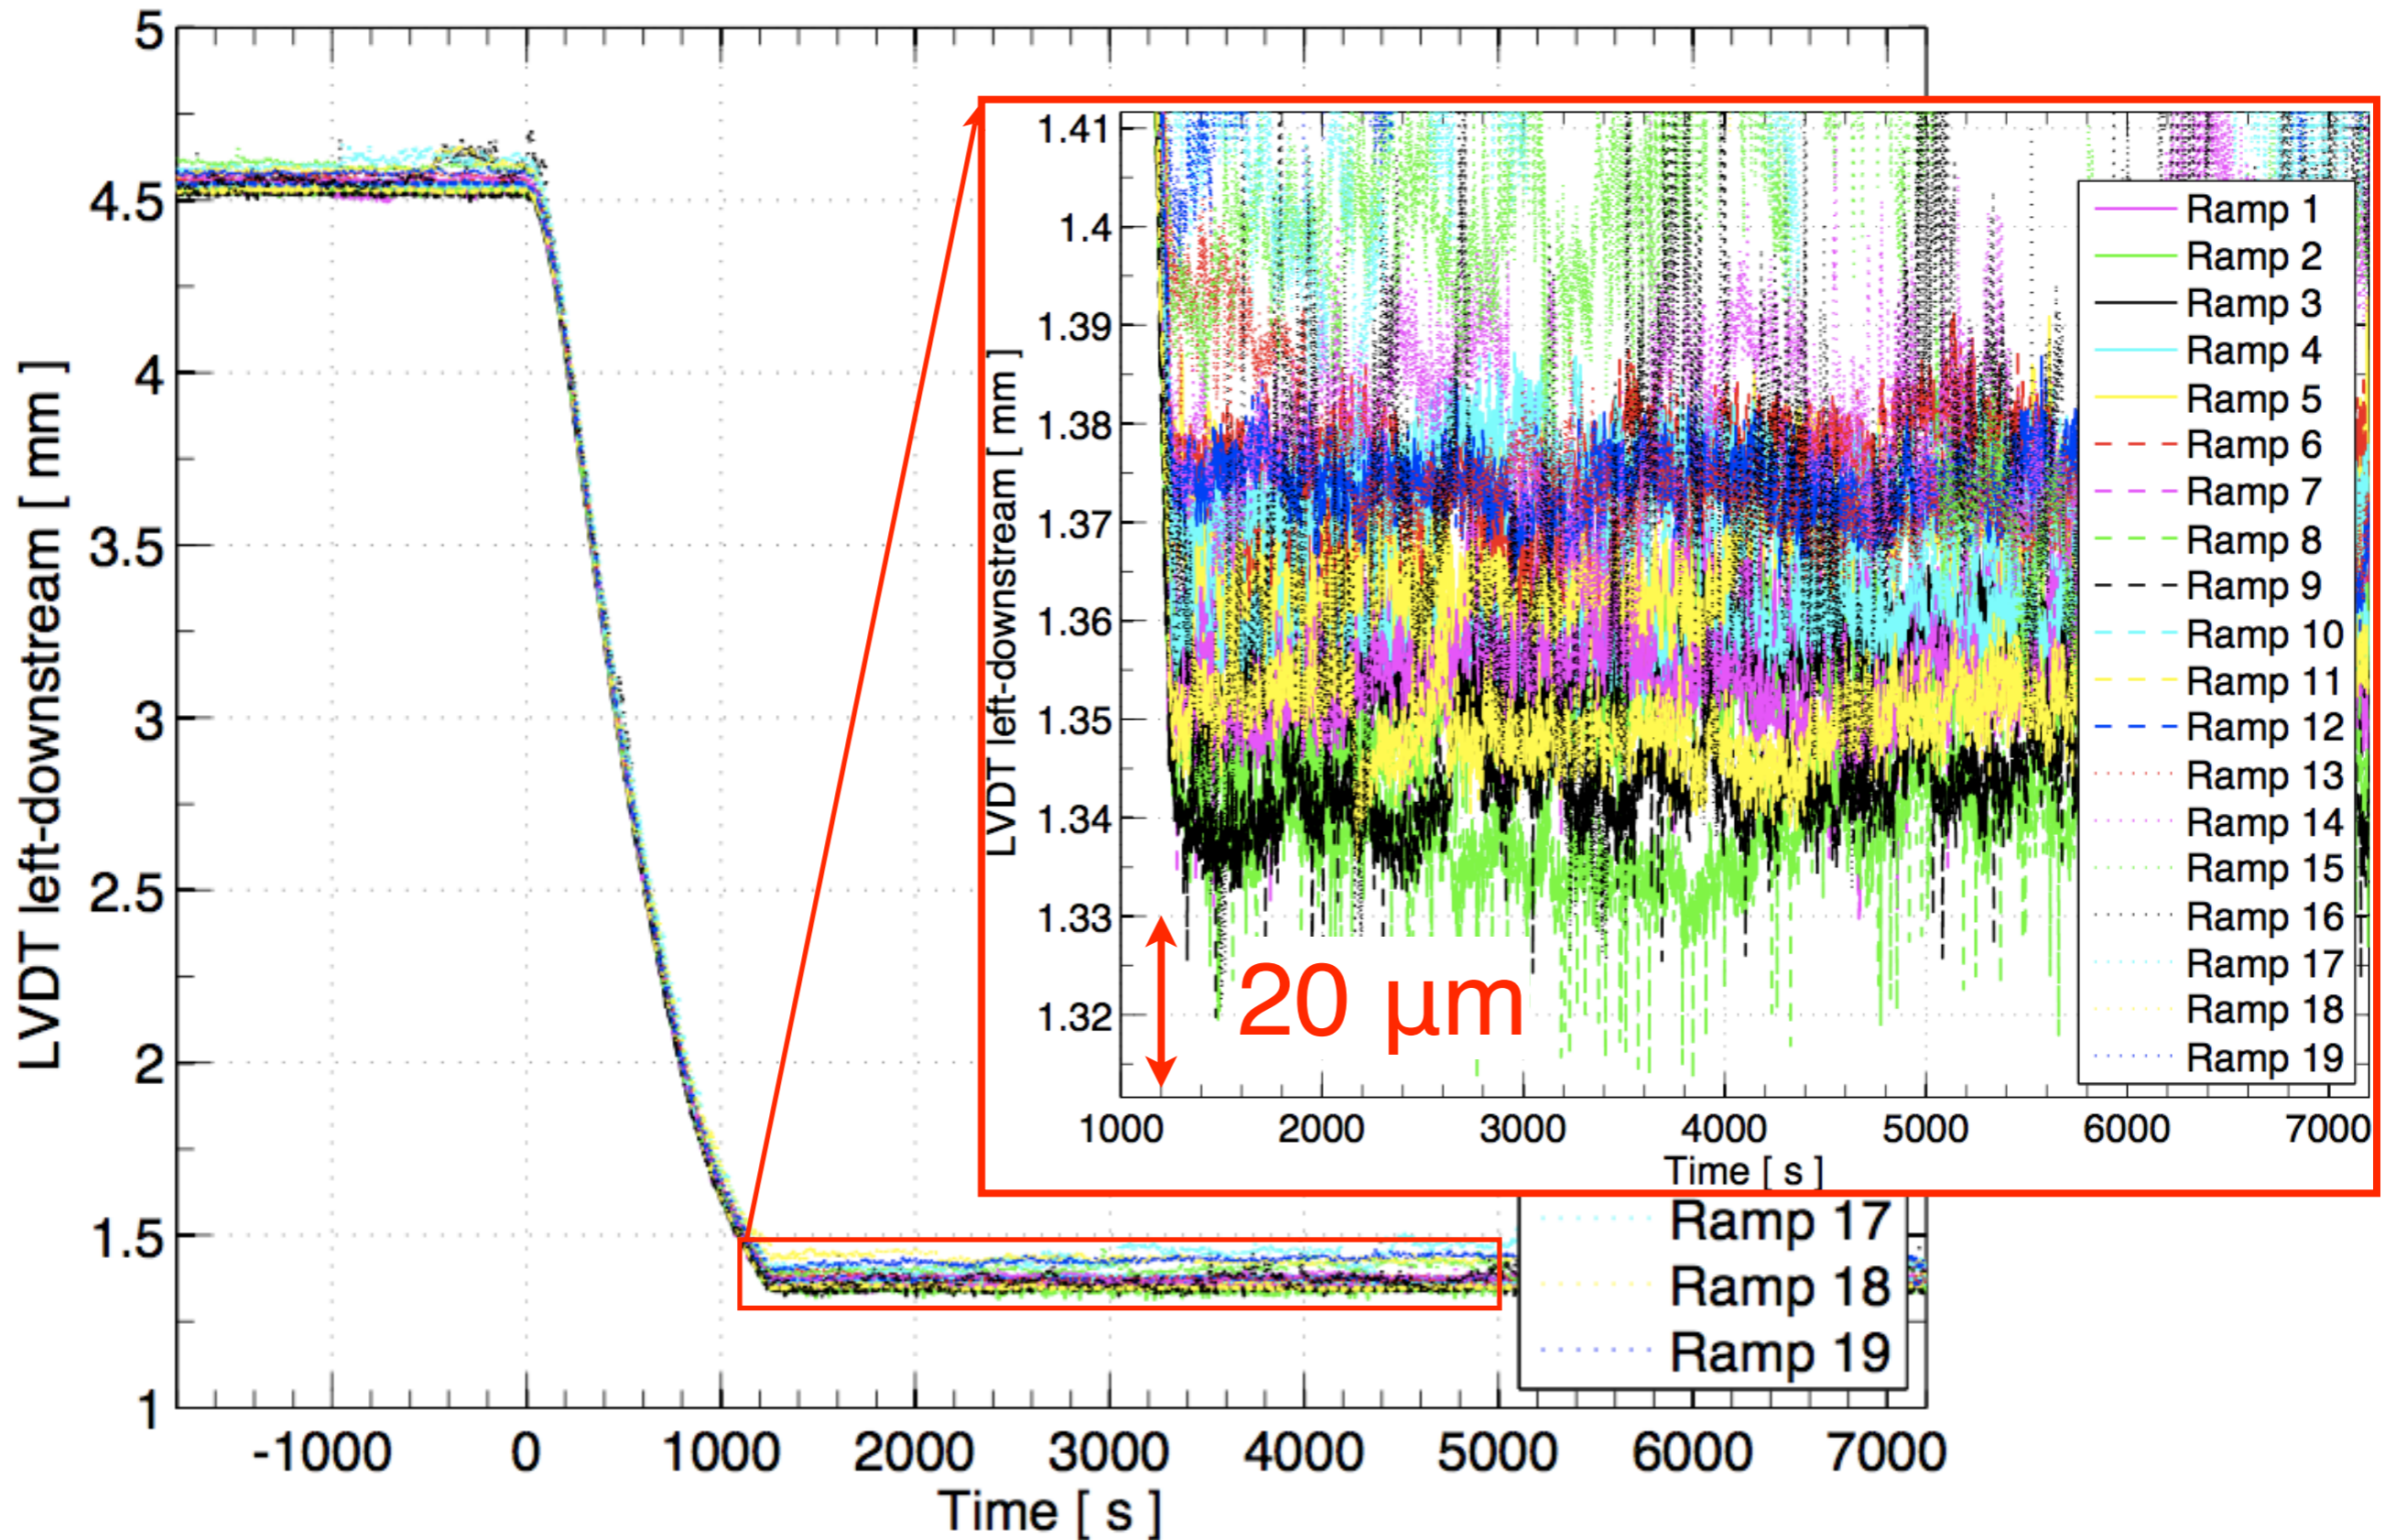 LVDT left-downstream [ mm ]
5
4.5
4
3.5
3
2.5
2
1.5
1
-1000 0 1000 2000 3000 4000 5000 6000 7000
Time [ s ]
LVDT left-downstream [ mm ]
1.41
1.4
1.39
1.38
1.37
1.36
1.35
1.34
1.33
1.32
20 µm
1000 2000 3000 4000 5000 6000 7000
Time [ s ]
Ramp 1
Ramp 2
Ramp 3
Ramp 4
Ramp 5
Ramp 6
Ramp 7
Ramp 8
Ramp 9
Ramp 10
Ramp 11
Ramp 12
Ramp 13
Ramp 14
Ramp 15
Ramp 16
Ramp 17
Ramp 18
Ramp 19
Ramp 17
Ramp 18
Ramp 19